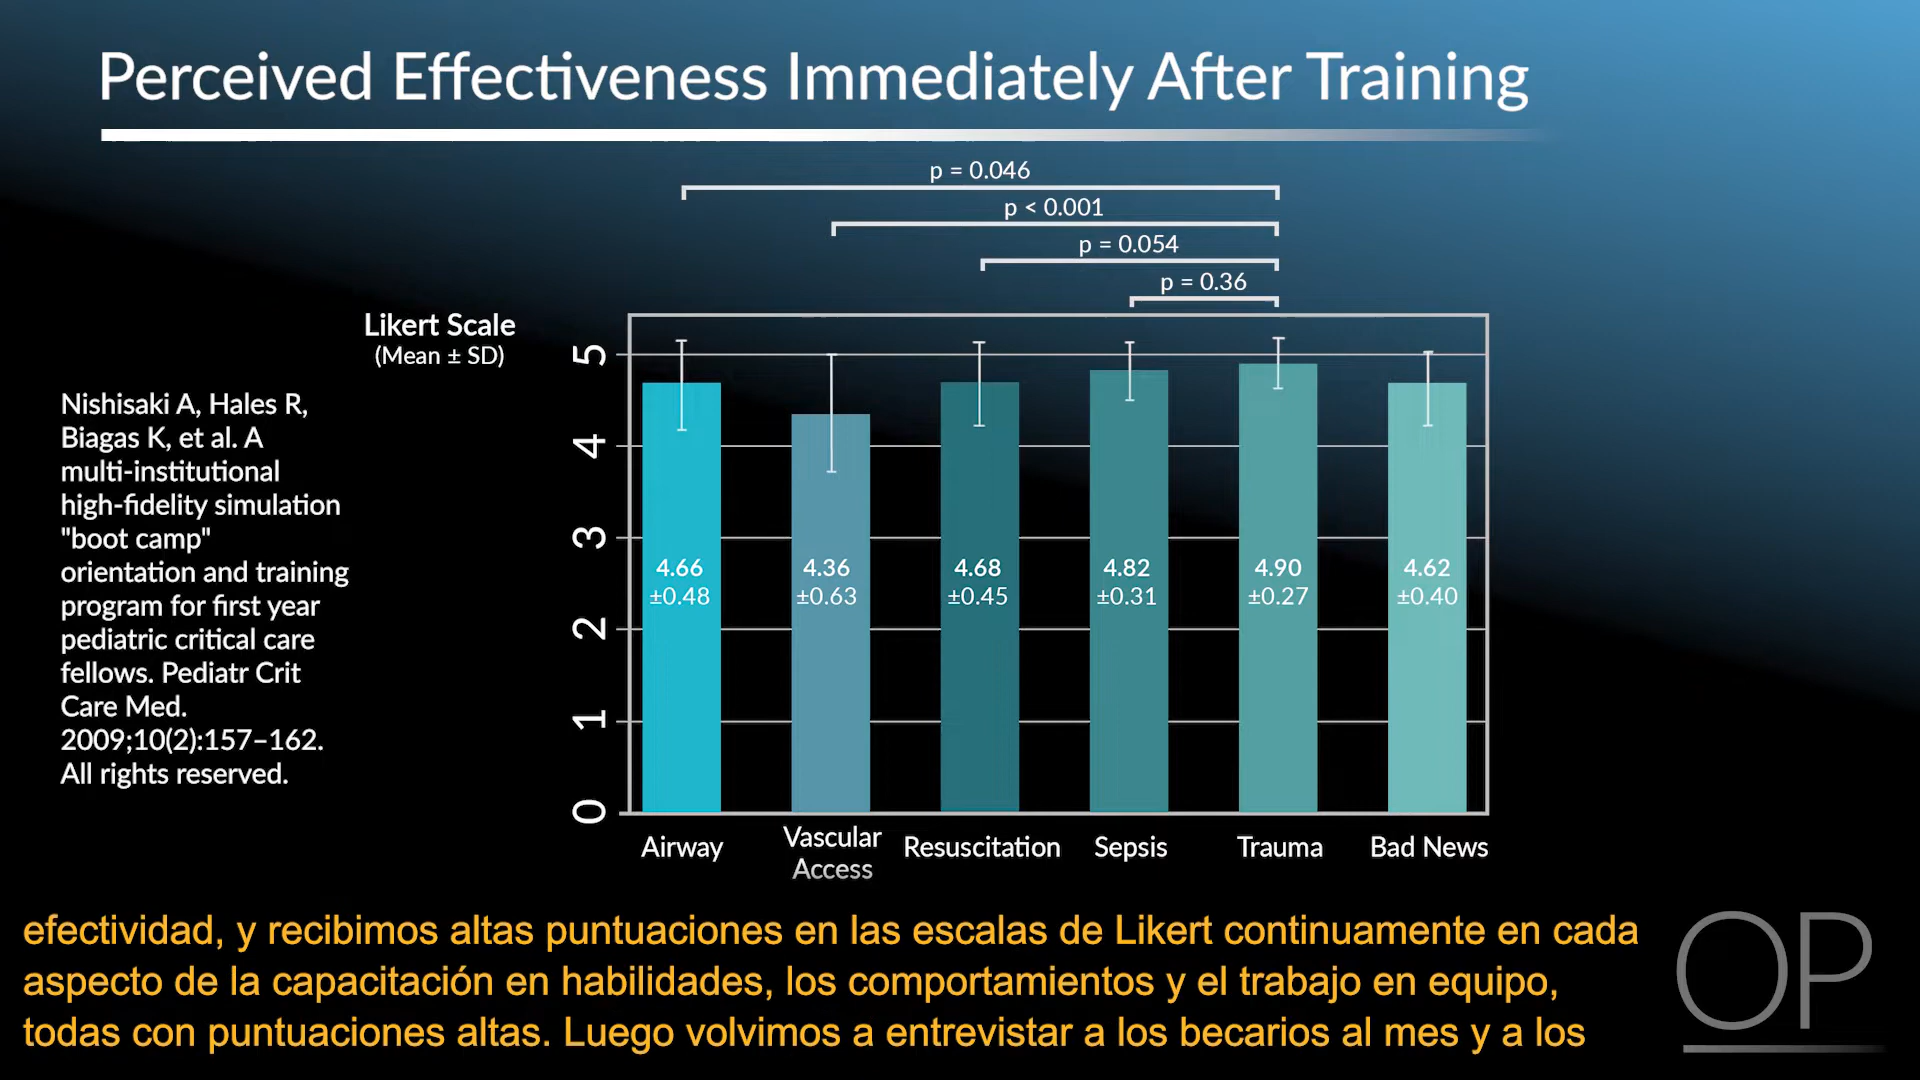 Perceived Effectiveness Immediately After Training
p = 0.046
p < 0.001
p = 0.054
p = 0.36
Likert Scale
(Mean ± SD)
Nishisaki A, Hales R,
Biagas K, et al. A
multi-institutional
high-fidelity simulation
"boot camp"
orientation and training
program for first year
pediatric critical care
fellows. Pediatr Crit
Care Med.
2009;10(2):157–162.
All rights reserved.
5
4
3
2
1
0
4.66 4.36 4.68 4.82 4.90 4.62
±0.48 ±0.63 ±0.45 ±0.31 ±0.27 ±0.40
Airway
Vascular
Access
Resuscitation
Sepsis
Trauma
Bad News
efectividad, y recibimos altas puntuaciones en las escalas de Likert continuamente en cada
aspecto de la capacitación en habilidades, los comportamientos y el trabajo en equipo,
todas con puntuaciones altas. Luego volvimos a entrevistar a los becarios al mes y a los
OP